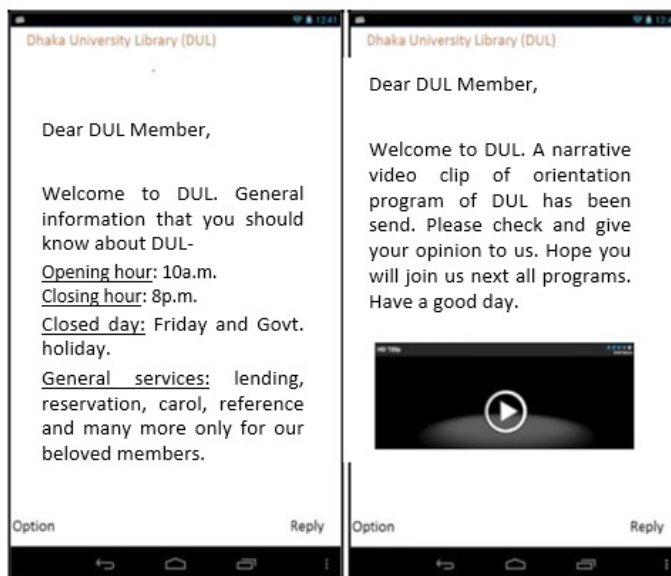 12:41
Dhaka University Library (DUL)
Dear DUL Member,
Welcome to DUL. General
information that you should
know about DUL-
Opening hour: 10a.m.
Closing hour: 8p.m.
Closed day: Friday and Govt.
holiday.
General services: lending,
reservation, carol, reference
and many more only for our
beloved members.
Option
Reply
Dhaka University Library (DUL)
Dear DUL Member,
Welcome to DUL. A narrative
video clip of orientation
program of DUL has been
send. Please check and give
your opinion to us. Hope you
will join us next all programs.
Have a good day.
HD Title
Option
Reply